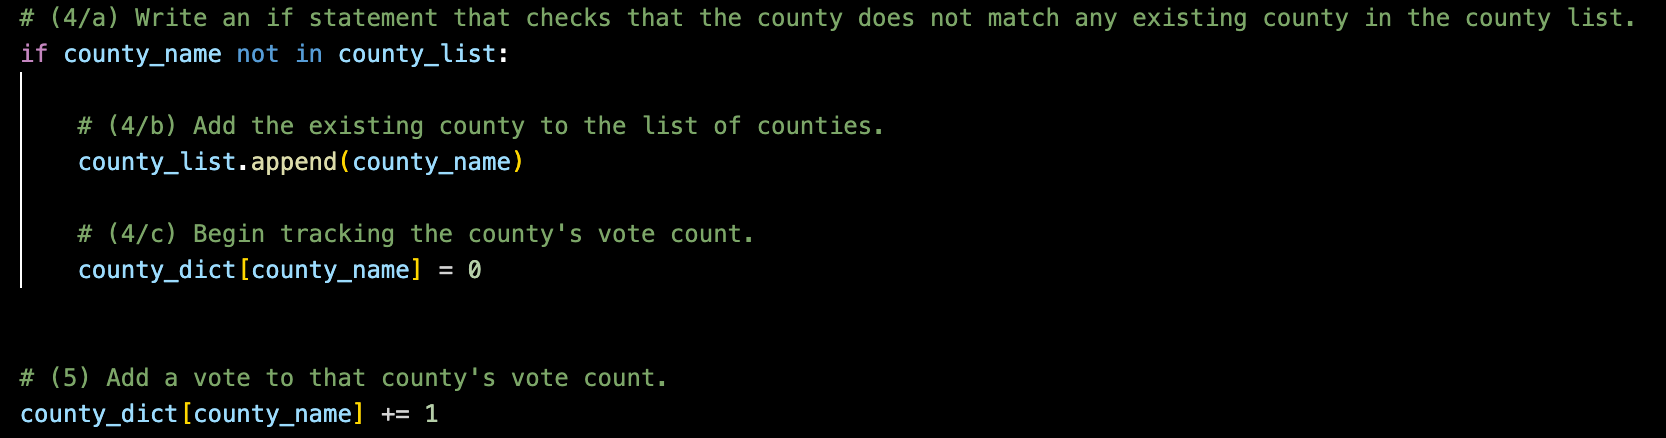 # (4/a) Write an if statement that checks that the county does not match any existing county in the county list.
if county_name not in county_list:
# (4/b) Add the existing county to the list of counties.
county_list.append(county_name)
# (4/c) Begin tracking the county's vote count.
county_dict[county_name] = 0
# (5) Add a vote to that county's vote count.
county_dict[county_name] += 1